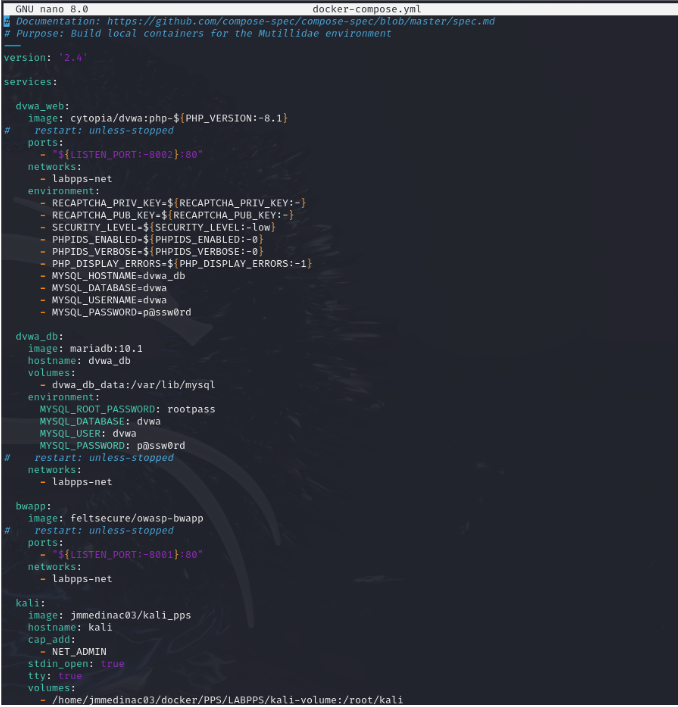 GNU nano 8.0 docker-compose.yml
# Documentation: https://github.com/compose-spec/compose-spec/blob/master/spec.md
# Purpose: Build local containers for the Mutillidae environment
---
version: '2.4'
services:
dvwa_web:
image: cytopia/dvwa:php-${PHP_VERSION:-8.1}
# restart: unless-stopped
ports:
- "${LISTEN_PORT:-8002}:80"
networks:
- labpps-net
environment:
- RECAPTCHA_PRIV_KEY=${RECAPTCHA_PRIV_KEY:-}
- RECAPTCHA_PUB_KEY=${RECAPTCHA_PUB_KEY:-}
- SECURITY_LEVEL=${SECURITY_LEVEL:-low}
- PHPIDS_ENABLED=${PHPIDS_ENABLED:-0}
- PHPIDS_VERBOSE=${PHPIDS_VERBOSE:-0}
- PHP_DISPLAY_ERRORS=${PHP_DISPLAY_ERRORS:-1}
- MYSQL_HOSTNAME=dvwa_db
- MYSQL_DATABASE=dvwa
- MYSQL_USERNAME=dvwa
- MYSQL_PASSWORD=p@ssw0rd
dvwa_db:
image: mariadb:10.1
hostname: dvwa_db
volumes:
- dvwa_db_data:/var/lib/mysql
environment:
MYSQL_ROOT_PASSWORD: rootpass
MYSQL_DATABASE: dvwa
MYSQL_USER: dvwa
MYSQL_PASSWORD: p@ssw0rd
# restart: unless-stopped
networks:
- labpps-net
bwapp:
image: feltsecure/owasp-bwapp
# restart: unless-stopped
ports:
- "${LISTEN_PORT:-8001}:80"
networks:
- labpps-net
kali:
image: jmmedinac03/kali_pps
hostname: kali
cap_add:
- NET_ADMIN
stdin_open: true
tty: true
volumes:
- /home/jmmedinac03/docker/PPS/LABPPS/kali-volume:/root/kali